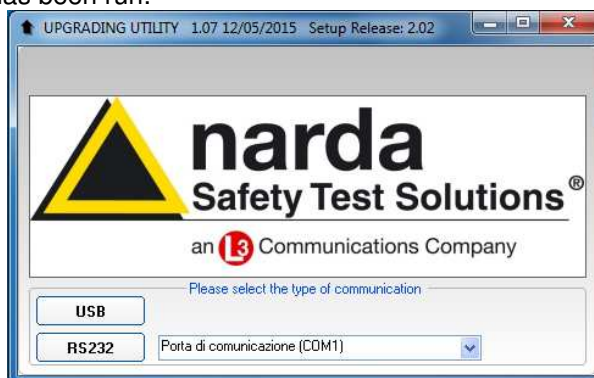 has been run.
UPGRADING UTILITY 1.07 12/05/2015 Setup Release: 2.02
narda
Safety Test Solutions®
an L3 Communications Company
Please select the type of communication
USB
RS232 Porta di comunicazione (COM1)